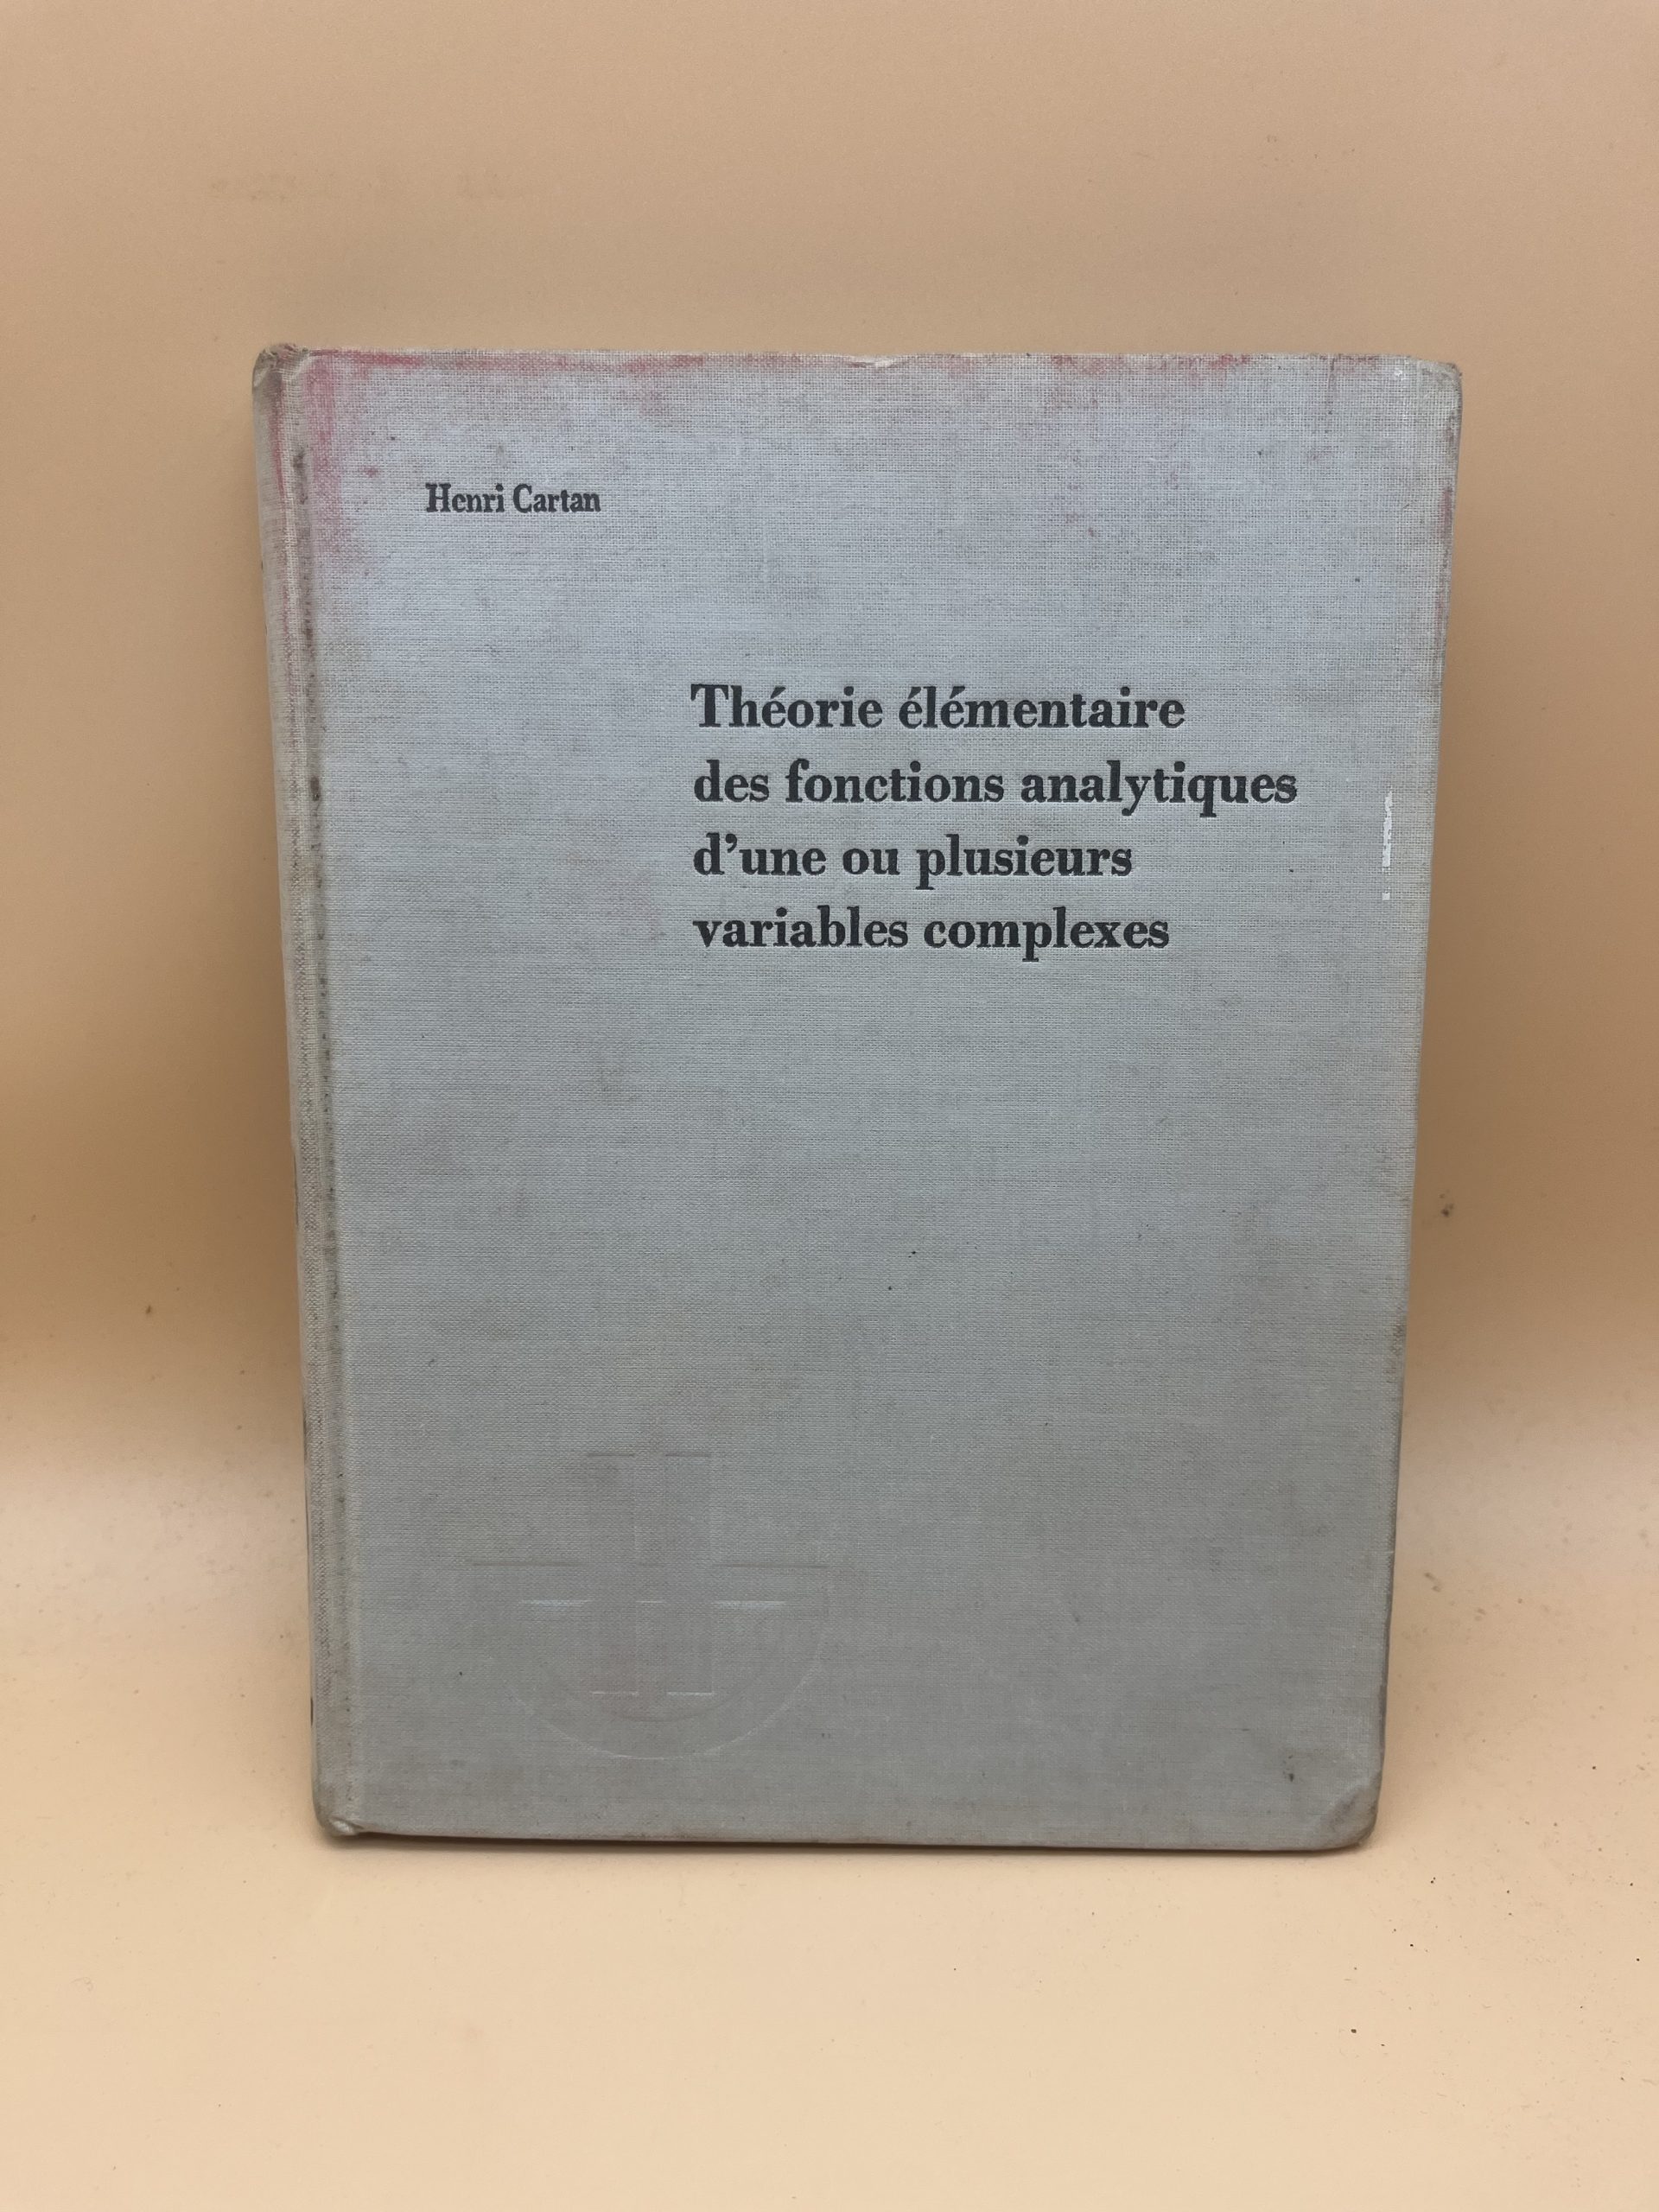 Henri Cartan
Théorie élémentaire
des fonctions analytiques
d'une ou plusieurs
variables complexes